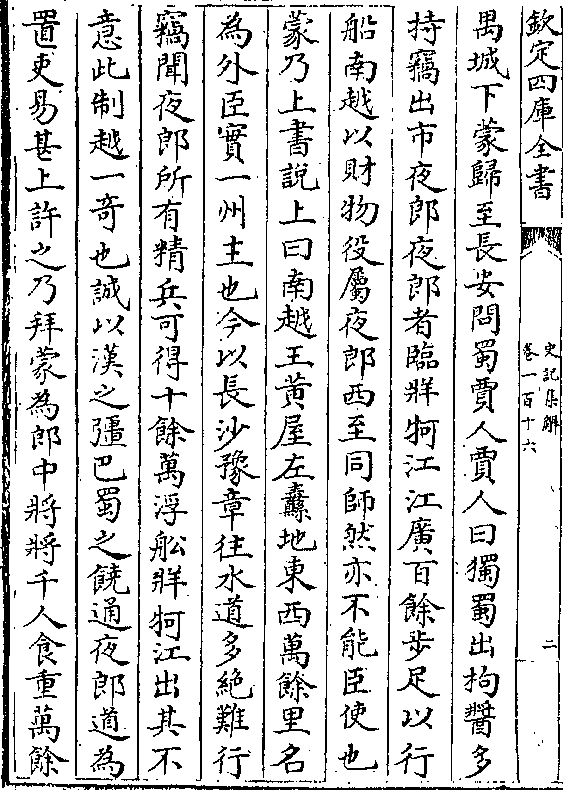 欽定四庫全書
史記集解
卷一百十六
二
禺城下蒙歸至長安問蜀賈人賈人曰獨蜀出枸醬多
持竊出市夜郎夜郎者臨牂牁江江廣百餘步足以行
船南越以財物役屬夜郎西至同師然亦不能臣使也
蒙乃上書說上曰南越王黃屋左纛地東西萬餘里名
為外臣實一州主也今以長沙豫章往水道多絶難行
竊聞夜郎所有精兵可得十餘萬浮舩牂牁江出其不
意此制越一奇也誠以漢之彊巴蜀之饒通夜郎道為
置吏易甚上許之乃拜蒙為郎中將將千人食重萬餘